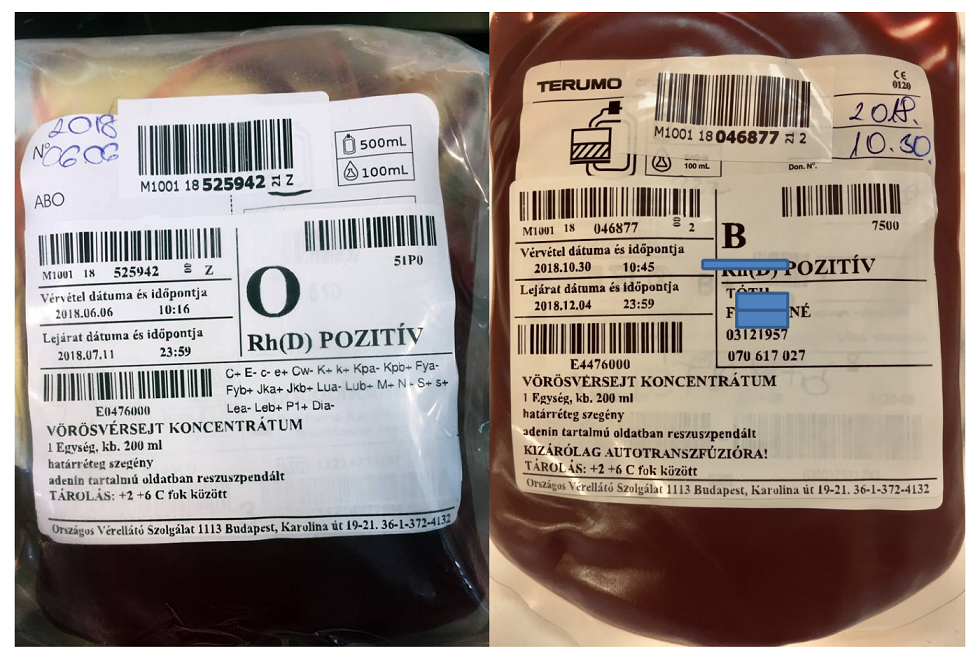 2018
0606
Nº
500mL
100mL
M1001 18 525942 Z
ABO
M1001 18 525942 Z
51P0
Vérvétel dátuma és időpontja
2018.06.06 10:16
Lejárat dátuma és időpontja
2018.07.11 23:59
O
Rh(D) POZITÍV
C+ E- c- e+ Cw- K+ k+ Kpa- Kpb+ Fya-
Fyb+ Jka+ Jkb+ Lua- Lub+ M+ N+ S+ s+
Lea- Leb+ P1+ Dia-
E0476000
VÖRÖSVÉRSEJT KONCENTRÁTUM
1 Egység, kb. 200 ml
határréteg szegény
adenin tartalmú oldatban reszuszpendált
TÁROLÁS: +2 +6 C fok között
Országos Vérellátó Szolgálat 1113 Budapest, Karolina út 19-21. 36-1-372-4132
TERUMO
CE
0120
2018.
10.30.
M1001 18 046877 2
100 mL
Don. Nº.
M1001 18 046877 2
7500
Vérvétel dátuma és időpontja
2018.10.30 10:45
Lejárat dátuma és időpontja
2018.12.04 23:59
B
Rh(D) POZITÍV
TÓTH
F NÉ
03121957
070 617 027
E4476000
VÖRÖSVÉRSEJT KONCENTRÁTUM
1 Egység, kb. 200 ml
határréteg szegény
adenin tartalmú oldatban reszuszpendált
KIZÁRÓLAG AUTOTRANSZFÚZIÓRA!
TÁROLÁS: +2 +6 C fok között
Országos Vérellátó Szolgálat 1113 Budapest, Karolina út 19-21. 36-1-372-4132